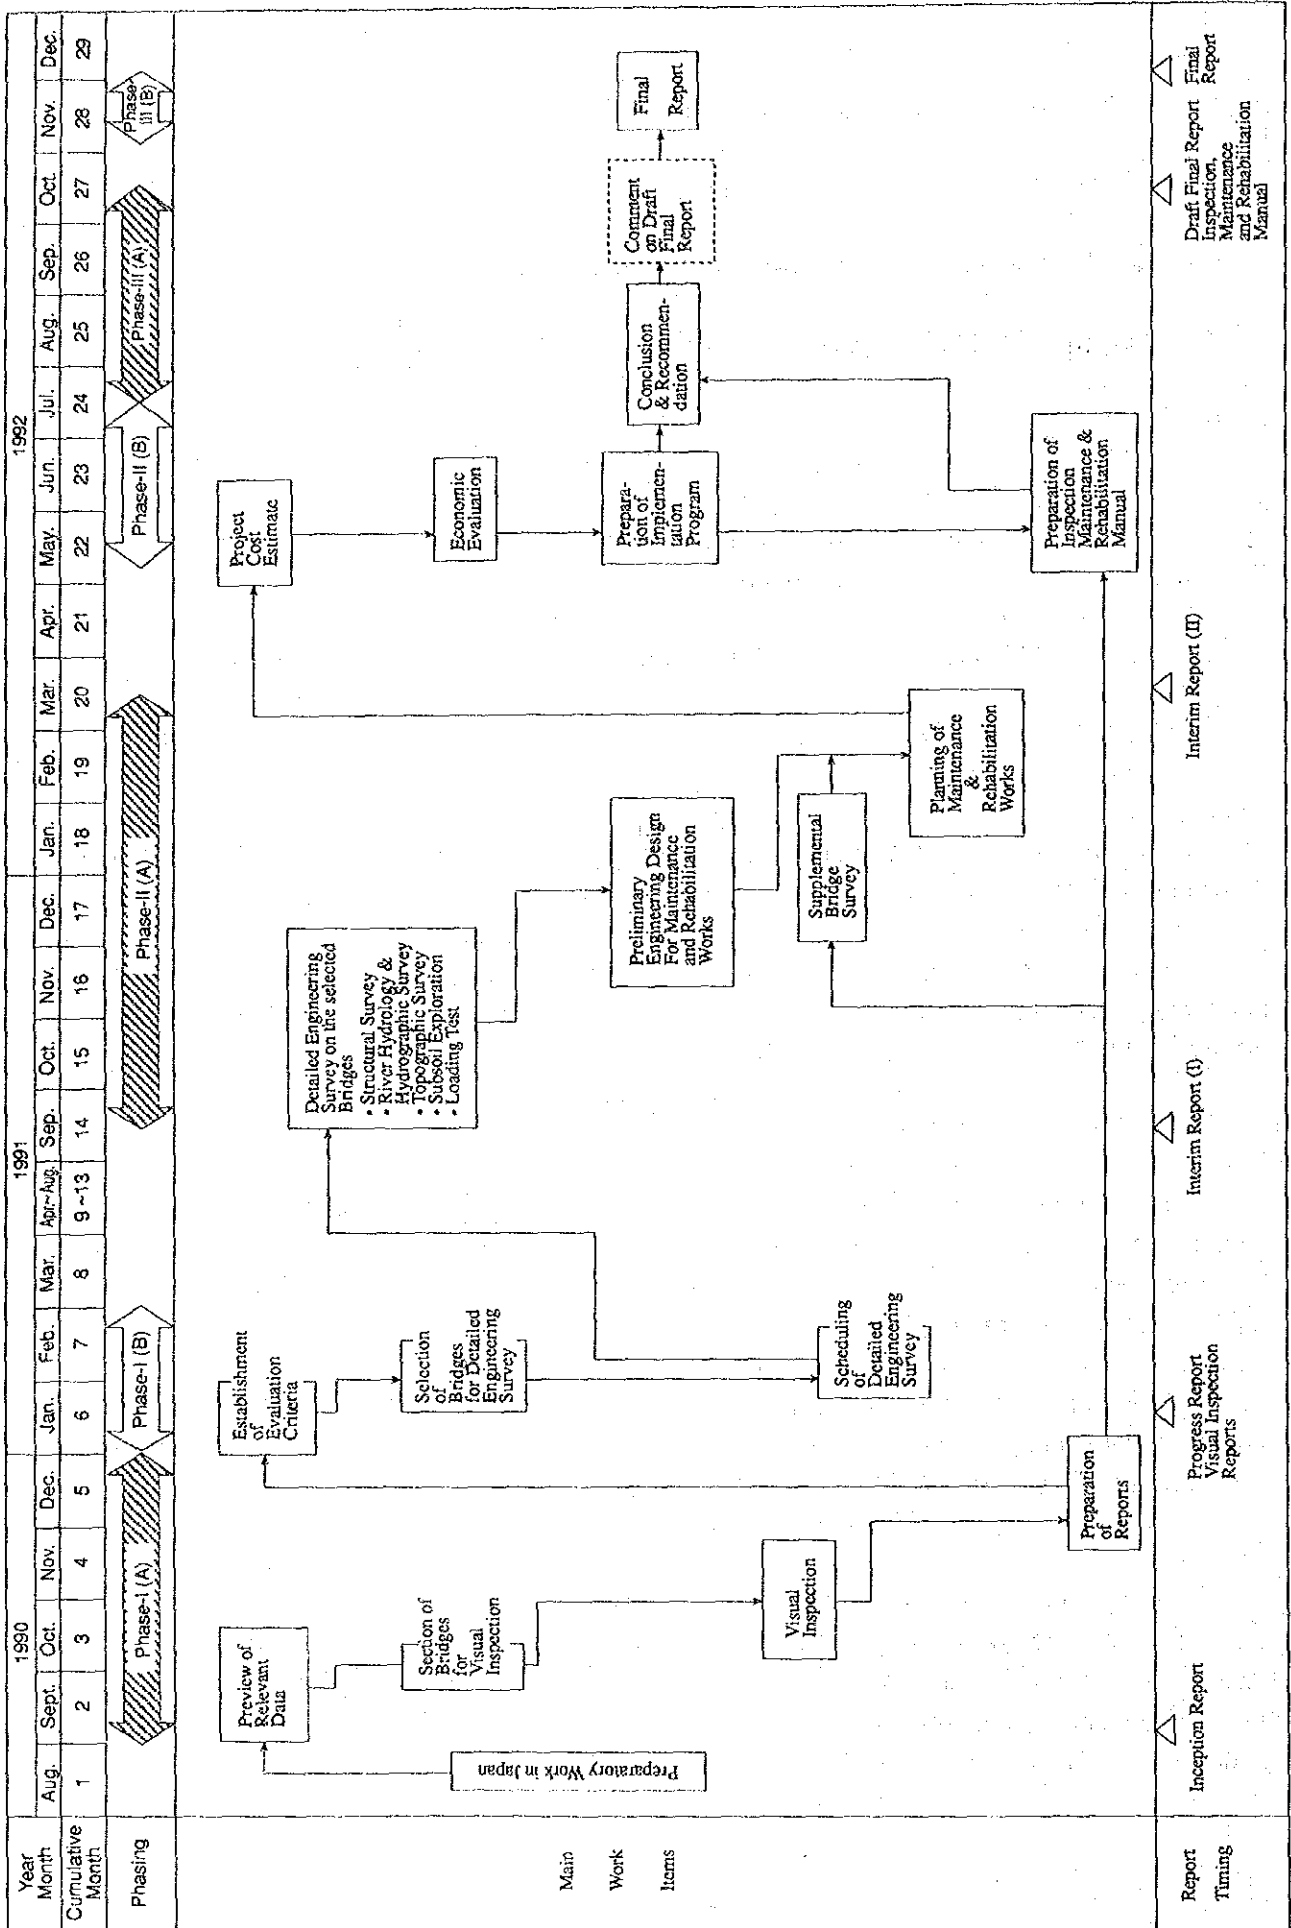 Year
1990
1991
1992
Month
Aug.
Sept.
Oct.
Nov.
Dec.
Jan.
Feb.
Mar.
Apr.~Aug.
Sep.
Oct.
Nov.
Dec.
Jan.
Feb.
Mar.
Apr.
May.
Jun.
Jul.
Aug.
Sep.
Oct.
Nov.
Dec.
Cumulative
Month
1
2
3
4
5
6
7
8
9 ~13
14
15
16
17
18
19
20
21
22
23
24
25
26
27
28
29
Phasing
Phase-I (A)
Phase-I (B)
Phase-II (A)
Phase-II (B)
Phase-III (A)
Phase-
III (B)
Main
Work
Items
Preparatory Work in Japan
Preview of
Relevant
Data
Section of
Bridges
for
Visual
Inspection
Visual
Inspection
Preparation
of
Reports
Establishment
of
Evaluation
Criteria
Selection
of
Bridges
for Detailed
Engineering
Survey
Scheduling
of
Detailed
Engineering
Survey
Detailed Engineering
Survey on the selected
Bridges
• Structural Survey
• River Hydrology &
Hydrographic Survey
• Topographic Survey
• Subsoil Exploration
• Loading Test
Preliminary
Engineering Design
For Maintenance
and Rehabilitation
Works
Supplemental
Bridge
Survey
Planning of
Maintenance
&
Rehabilitation
Works
Project
Cost
Estimate
Economic
Evaluation
Prepara-
tion of
Implemen-
tation
Program
Preparation of
Inspection
Maintenance &
Rehabilitation
Manual
Conclusion
& Recommen-
dation
Comment
on Draft
Final
Report
Final
Report
Report
Timing
Inception Report
Progress Report
Visual Inspection
Reports
Interim Report (I)
Interim Report (II)
Draft Final Report
Inspection,
Maintenance
and Rehabilitation
Manual
Final
Report